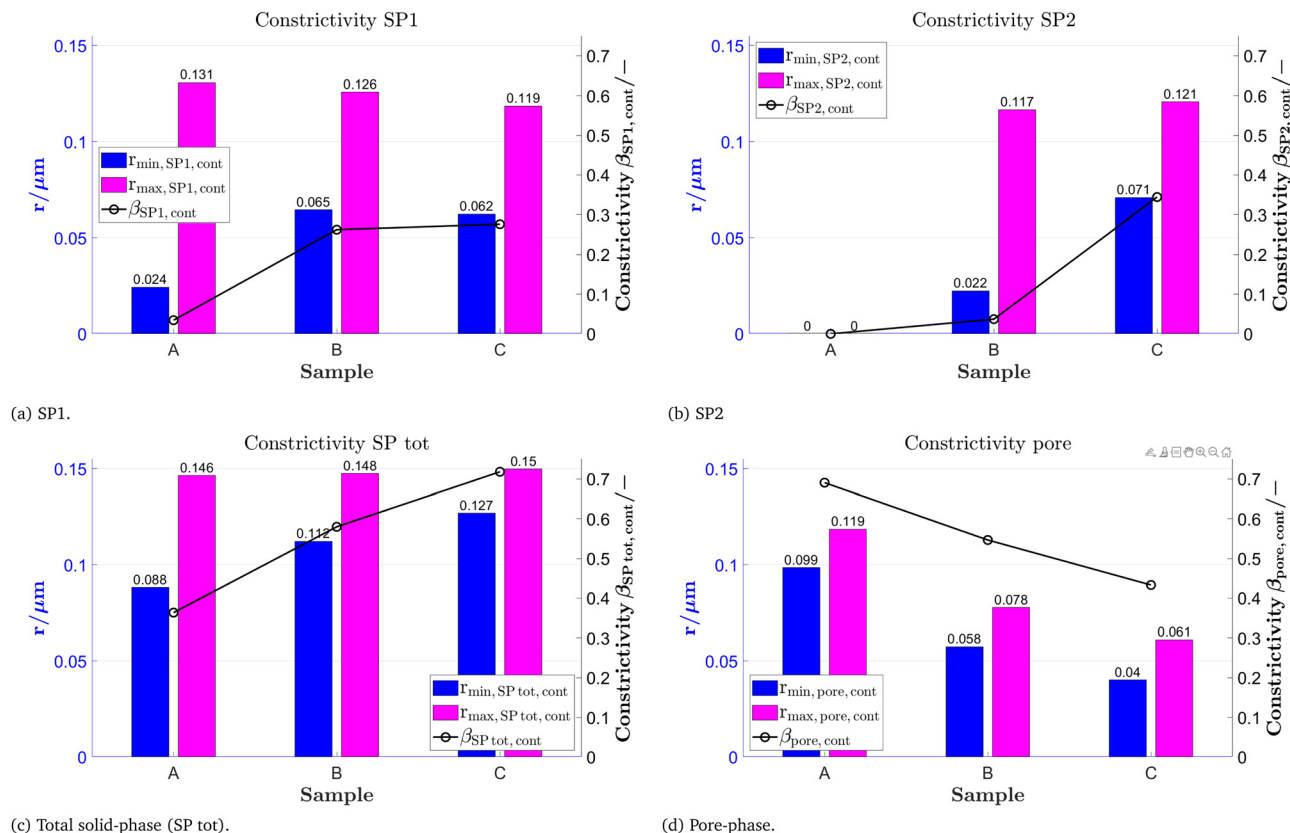 Constrictivity SP1
0.15
0.1
0.05
0
r/μm
0.131
0.126
0.119
0.065
0.062
0.024
r_min, SP1, cont
r_max, SP1, cont
β_SP1, cont
0.7
0.6
0.5
0.4
0.3
0.2
0.1
0
Constrictivity β_SP1,cont/−
A B C
Sample
(a) SP1.
Constrictivity SP2
0.15
0.1
0.05
0
r/μm
r_min, SP2, cont
r_max, SP2, cont
β_SP2, cont
0.117
0.121
0.071
0.022
0 0
0.7
0.6
0.5
0.4
0.3
0.2
0.1
0
Constrictivity β_SP2,cont/−
A B C
Sample
(b) SP2
Constrictivity SP tot
0.15
0.1
0.05
0
r/μm
0.146
0.148
0.15
0.127
0.112
0.088
r_min, SP tot, cont
r_max, SP tot, cont
β_SP tot, cont
0.7
0.6
0.5
0.4
0.3
0.2
0.1
0
Constrictivity β_SP tot,cont/−
A B C
Sample
(c) Total solid-phase (SP tot).
Constrictivity pore
0.15
0.1
0.05
0
r/μm
0.119
0.099
0.078
0.058
0.061
0.04
r_min, pore, cont
r_max, pore, cont
β_pore, cont
0.7
0.6
0.5
0.4
0.3
0.2
0.1
0
Constrictivity β_pore,cont/−
A B C
Sample
(d) Pore-phase.